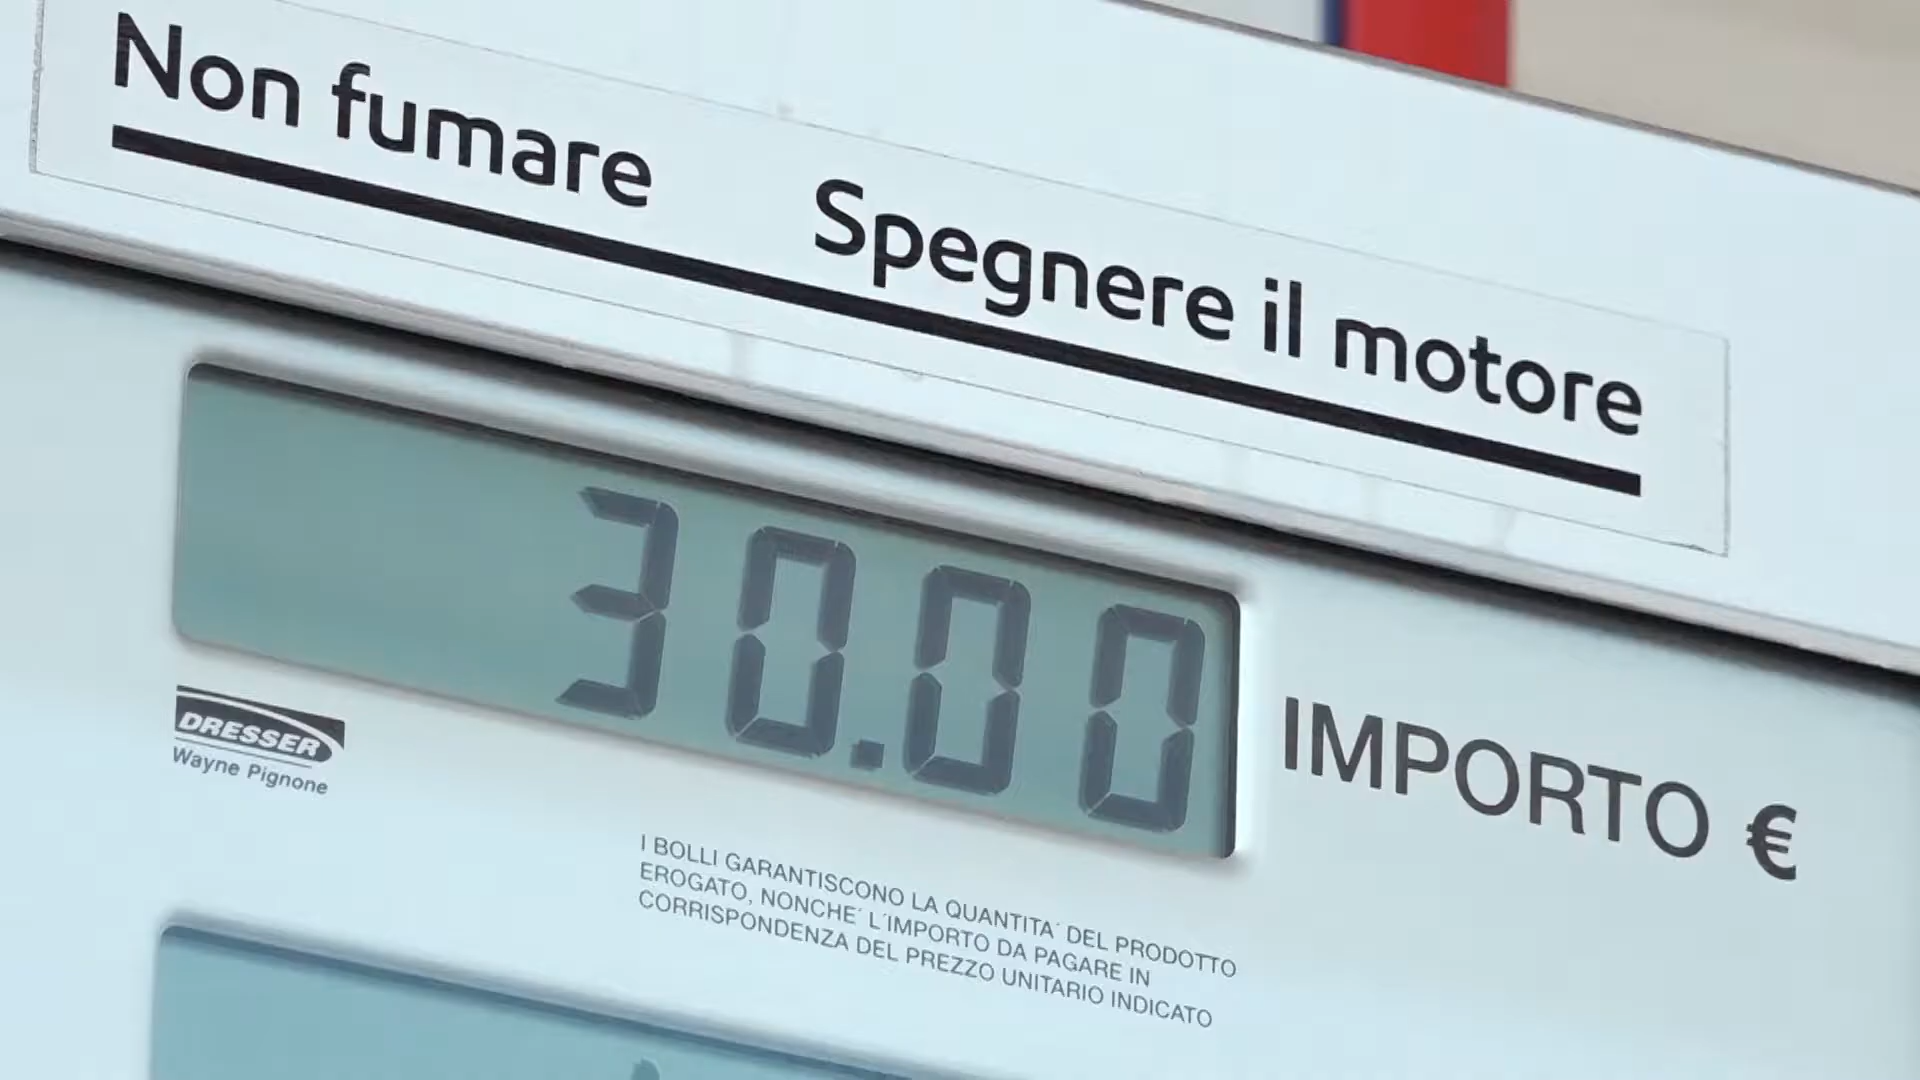 Non fumare Spegnere il motore
30.00
IMPORTO €
DRESSER
Wayne Pignone
I BOLLI GARANTISCONO LA QUANTITA´ DEL PRODOTTO
EROGATO, NONCHE´ L´IMPORTO DA PAGARE IN
CORRISPONDENZA DEL PREZZO UNITARIO INDICATO